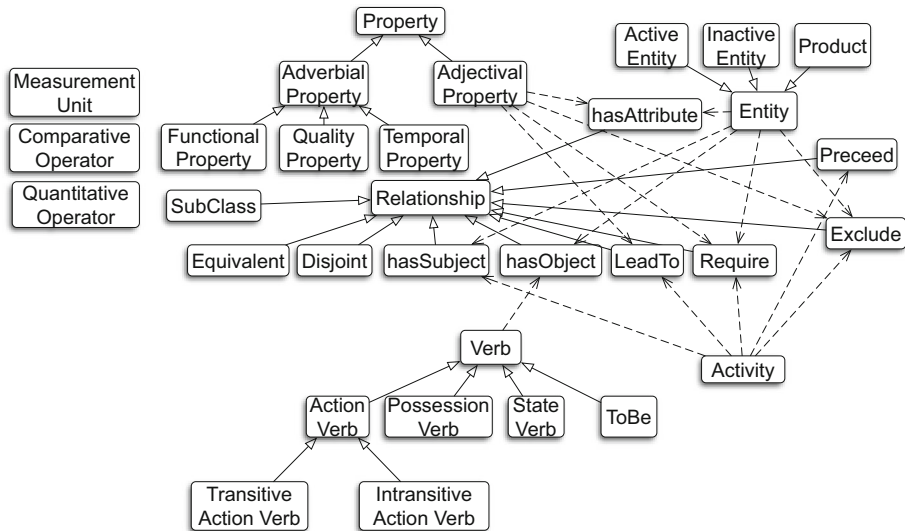 Property
Active
Entity
Inactive
Entity
Product
Measurement
Unit
Adverbial
Property
Adjectival
Property
hasAttribute
Entity
Comparative
Operator
Functional
Property
Quality
Property
Temporal
Property
Preceed
Quantitative
Operator
SubClass
Relationship
Exclude
Equivalent
Disjoint
hasSubject
hasObject
LeadTo
Require
Verb
Activity
Action
Verb
Possession
Verb
State
Verb
ToBe
Transitive
Action Verb
Intransitive
Action Verb